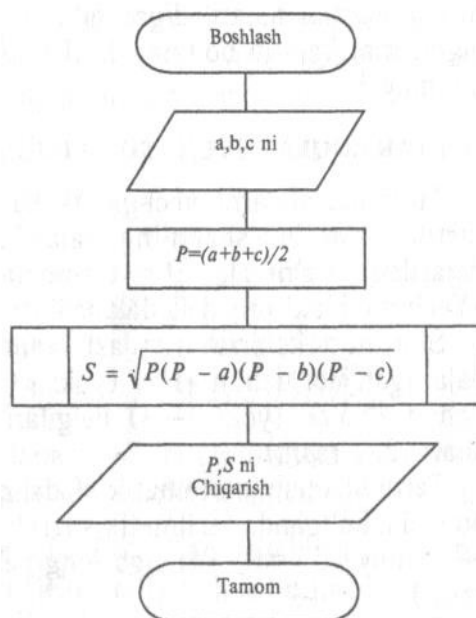 Boshlash
a,b,c ni
P=(a+b+c)/2
S = √P(P − a)(P − b)(P − c)
P,S ni
Chiqarish
Tamom